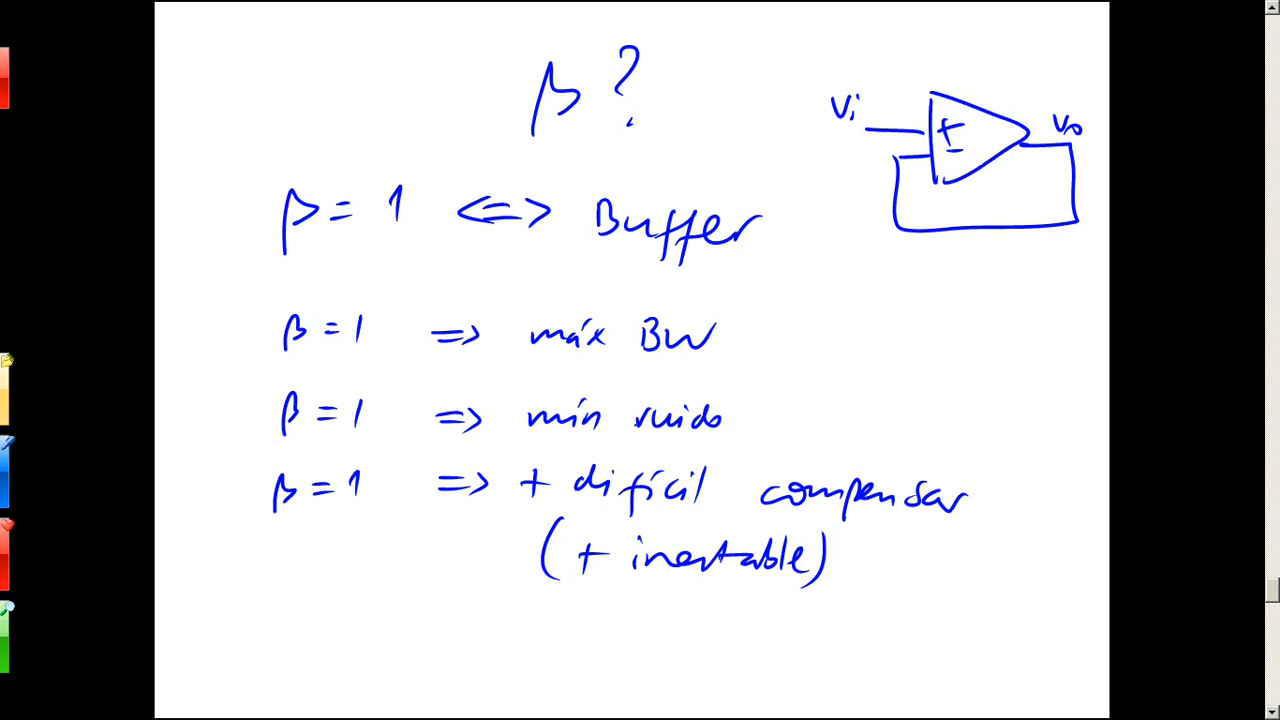 β ?
Vi
+
−
Vo
β = 1 <=> Buffer
β = 1 => máx BW
β = 1 => mín ruido
β = 1 => + difícil compensar
(+ inestable)